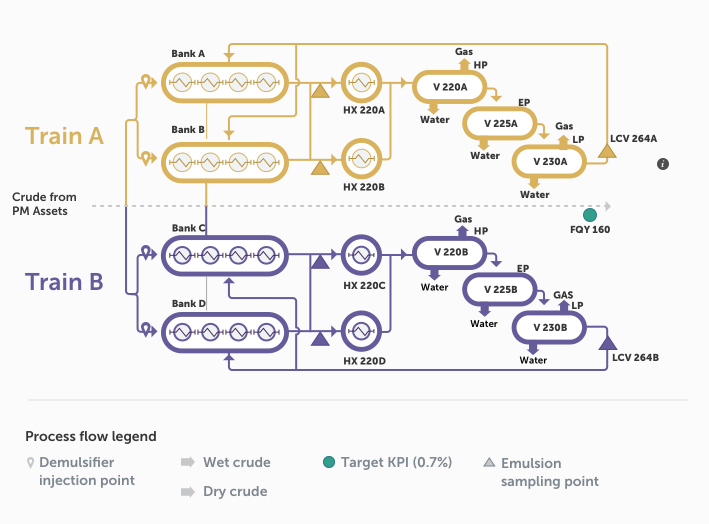 Bank A
Gas
HP
V 220A
HX 220A
Water
EP
V 225A
Gas
LP
LCV 264A
Bank B
Water
V 230A
HX 220B
Water
Train A
i
Crude from
PM Assets
FQY 160
Bank C
Gas
HP
V 220B
HX 220C
Water
EP
V 225B
GAS
LP
Train B
Bank D
Water
V 230B
HX 220D
Water
LCV 264B
Process flow legend
Demulsifier
injection point
Wet crude
Dry crude
Target KPI (0.7%)
Emulsion
sampling point